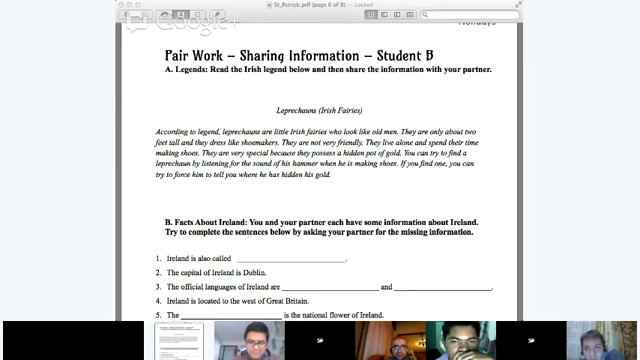 St_Patrick.pdf (page 6 of 9) — Locked
Google+
Holidays
Pair Work – Sharing Information – Student B
A. Legends: Read the Irish legend below and then share the information with your partner.
Leprechauns (Irish Fairies)
According to legend, leprechauns are little Irish fairies who look like old men. They are only about two
feet tall and they dress like shoemakers. They are not very friendly. They live alone and spend their time
making shoes. They are very special because they possess a hidden pot of gold. You can try to find a
leprechaun by listening for the sound of his hammer when he is making shoes. If you find one, you can
try to force him to tell you where he has hidden his gold.
B. Facts About Ireland: You and your partner each have some information about Ireland.
Try to complete the sentences below by asking your partner for the missing information.
1. Ireland is also called ____________________.
2. The capital of Ireland is Dublin.
3. The official languages of Ireland are ____________________ and ____________________.
4. Ireland is located to the west of Great Britain.
5. The ____________________ is the national flower of Ireland.